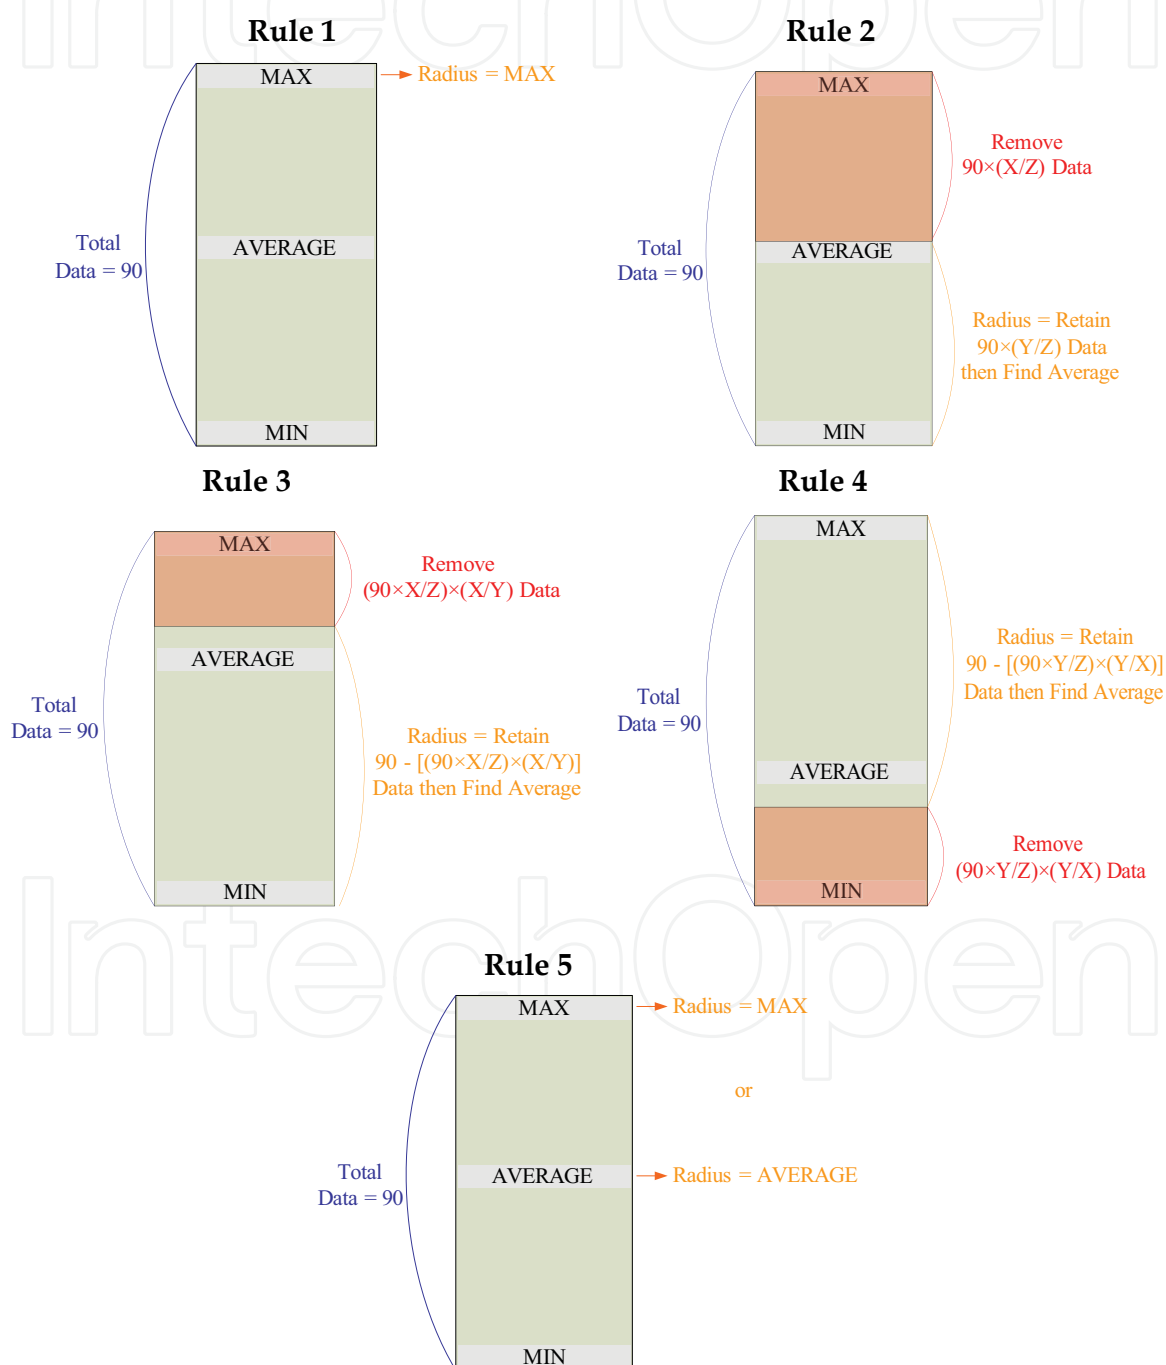 IntechOpen
Rule 1
MAX
Radius = MAX
Total
Data = 90
AVERAGE
MIN
Rule 2
MAX
Remove
90×(X/Z) Data
Total
Data = 90
AVERAGE
Radius = Retain
90×(Y/Z) Data
then Find Average
MIN
Rule 3
MAX
Remove
(90×X/Z)×(X/Y) Data
AVERAGE
Total
Data = 90
Radius = Retain
90 - [(90×X/Z)×(X/Y)]
Data then Find Average
MIN
Rule 4
MAX
Radius = Retain
90 - [(90×Y/Z)×(Y/X)]
Data then Find Average
Total
Data = 90
AVERAGE
Remove
(90×Y/Z)×(Y/X) Data
MIN
IntechOpen
Rule 5
MAX
Radius = MAX
or
Total
Data = 90
AVERAGE
Radius = AVERAGE
MIN